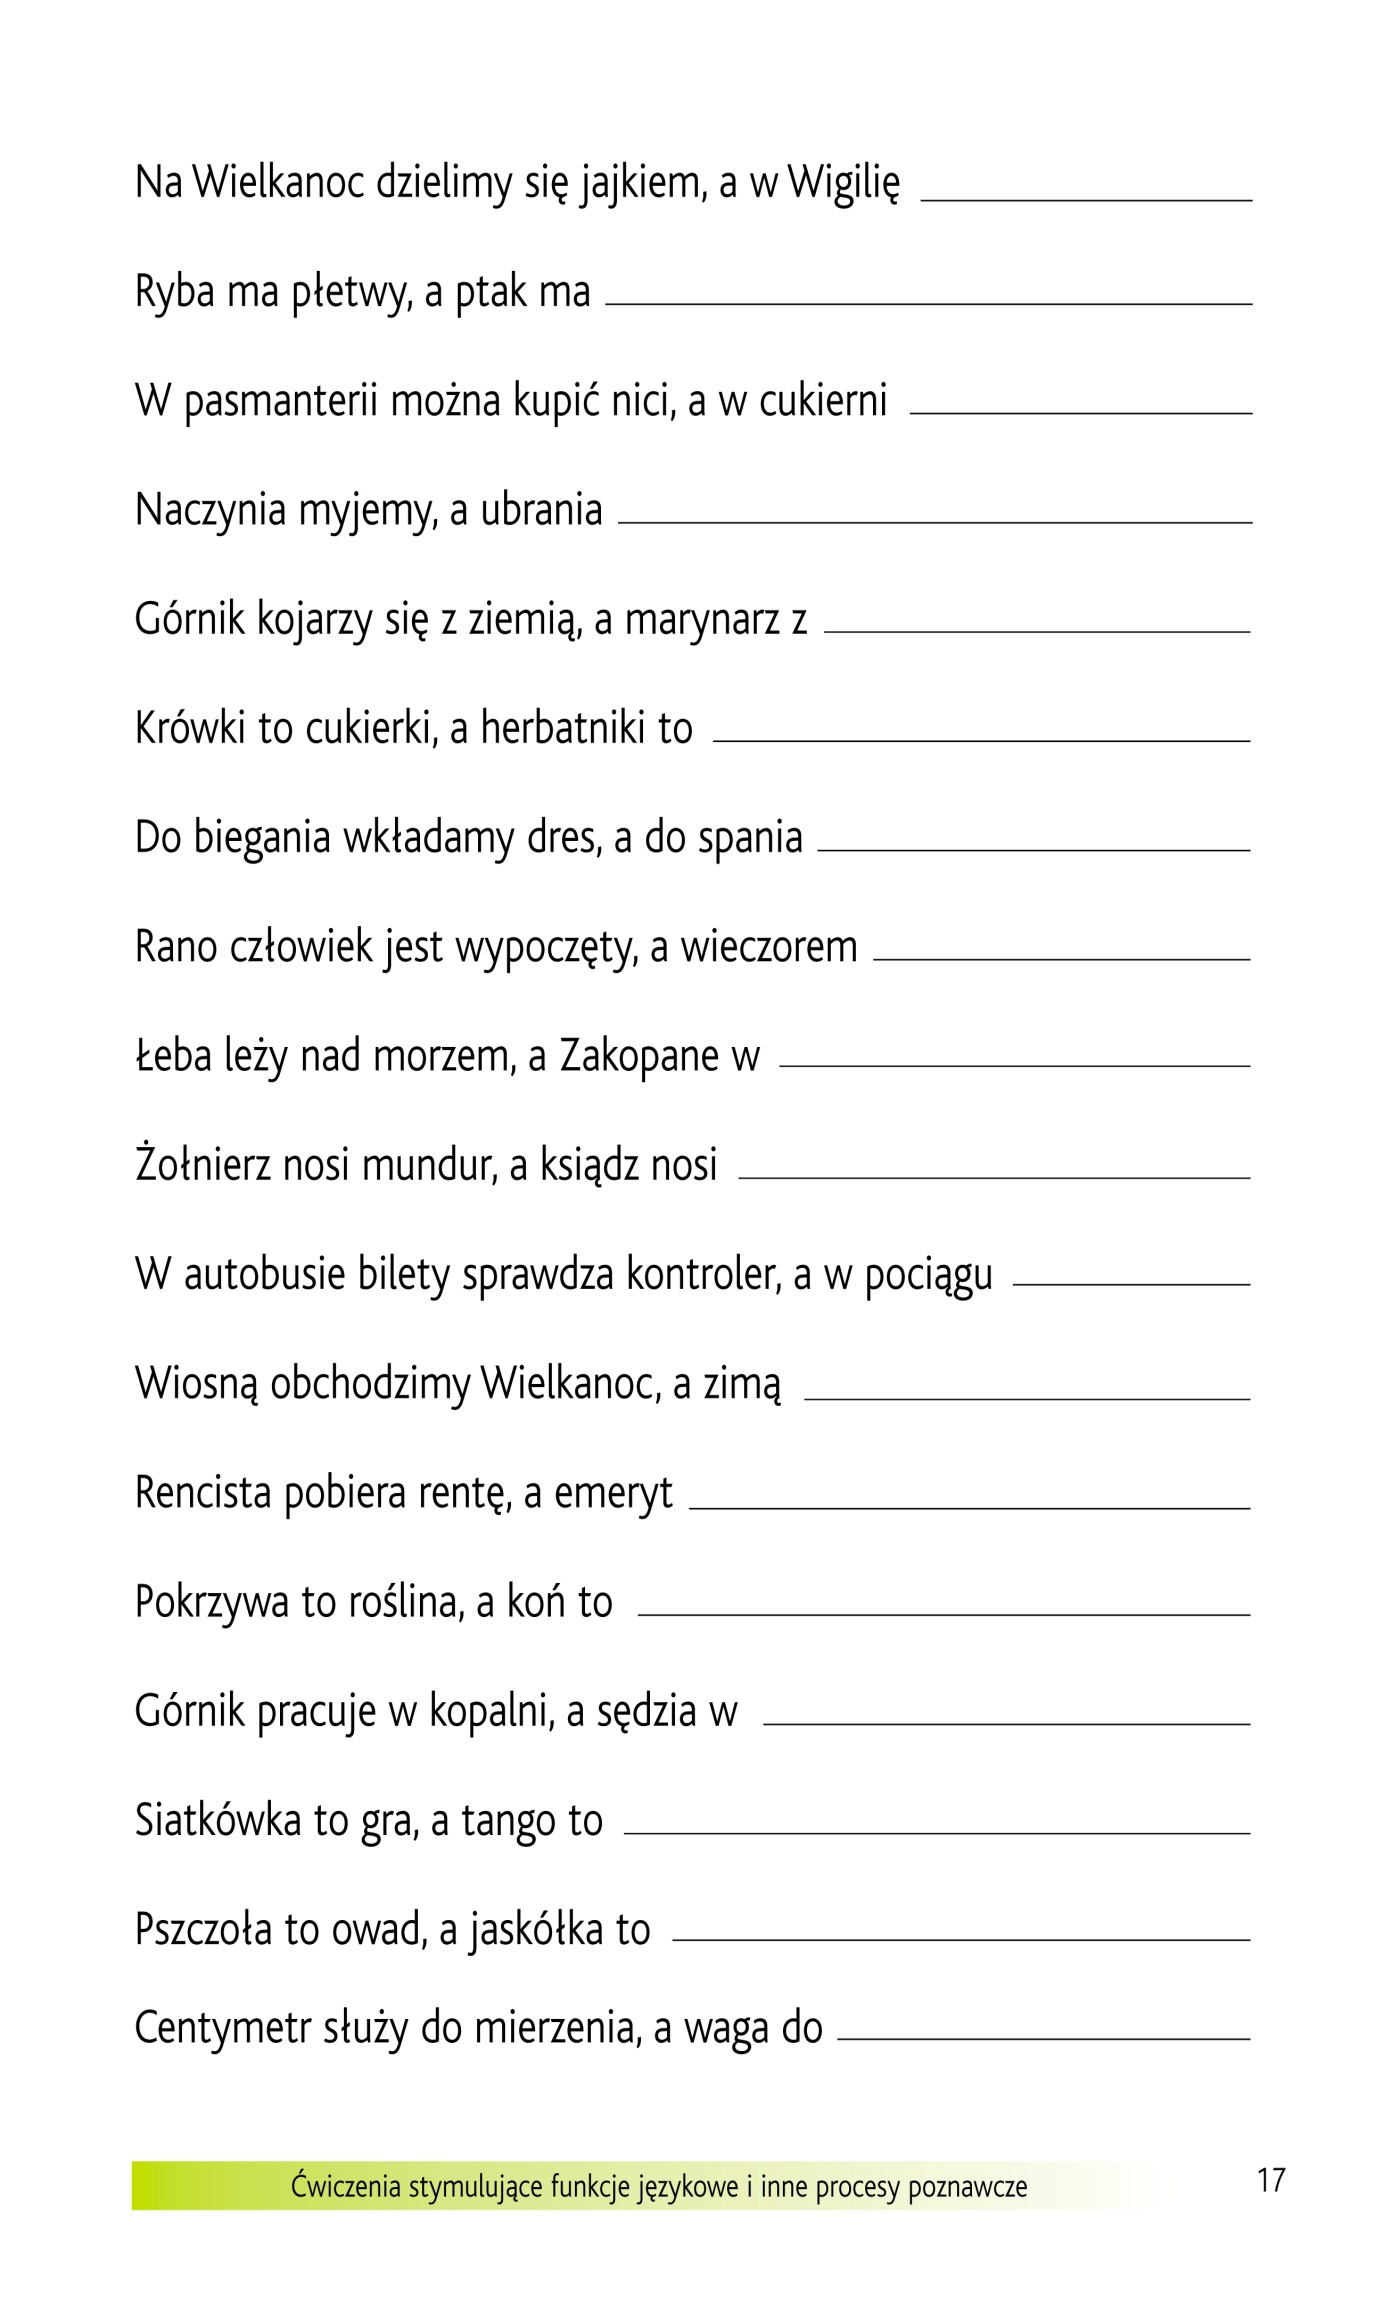 Na Wielkanoc dzielimy się jajkiem, a w Wigilię
Ryba ma płetwy, a ptak ma
W pasmanterii można kupić nici, a w cukierni
Naczynia myjemy, a ubrania
Górnik kojarzy się z ziemią, a marynarz z
Krówki to cukierki, a herbatniki to
Do biegania wkładamy dres, a do spania
Rano człowiek jest wypoczęty, a wieczorem
Łeba leży nad morzem, a Zakopane w
Żołnierz nosi mundur, a ksiądz nosi
W autobusie bilety sprawdza kontroler, a w pociągu
Wiosną obchodzimy Wielkanoc, a zimą
Rencista pobiera rentę, a emeryt
Pokrzywa to roślina, a koń to
Górnik pracuje w kopalni, a sędzia w
Siatkówka to gra, a tango to
Pszczoła to owad, a jaskółka to
Centymetr służy do mierzenia, a waga do
Ćwiczenia stymulujące funkcje językowe i inne procesy poznawcze 17